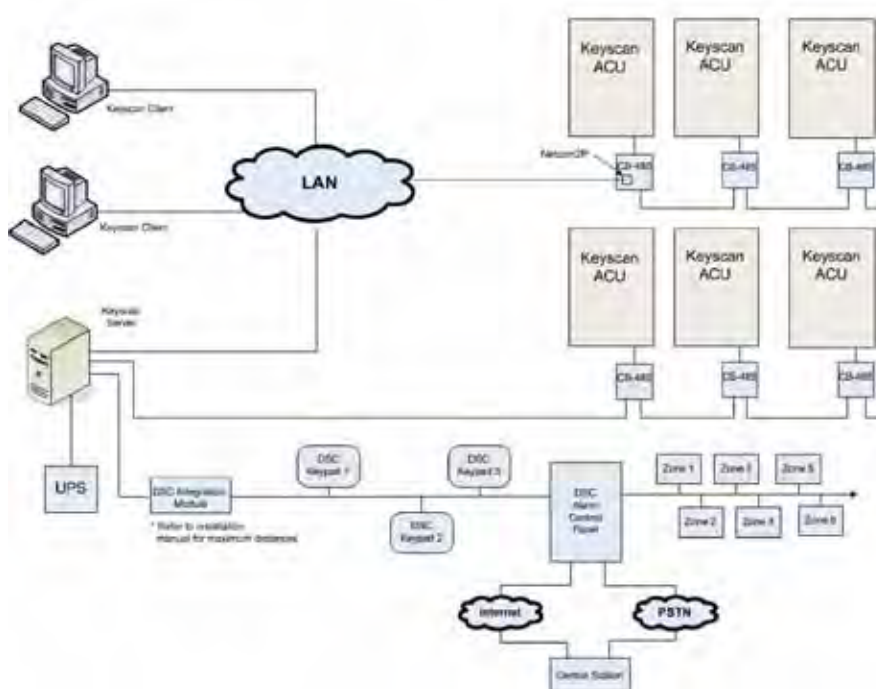 Keyscan
ACU
Keyscan
ACU
Keyscan
ACU
Keyscan Client
Netcom2P
CB-485
CB-485
CB-485
LAN
Keyscan Client
Keyscan
ACU
Keyscan
ACU
Keyscan
ACU
Keyscan
Server
CB-485
CB-485
CB-485
UPS
DSC Integration
Module
* Refer to installation
manual for maximum distances
DSC
Keypad 1
DSC
Keypad 2
DSC
Keypad 3
DSC
Alarm
Control
Panel
Zone 1
Zone 3
Zone 5
Zone 2
Zone 4
Zone 6
Internet
PSTN
Central Station